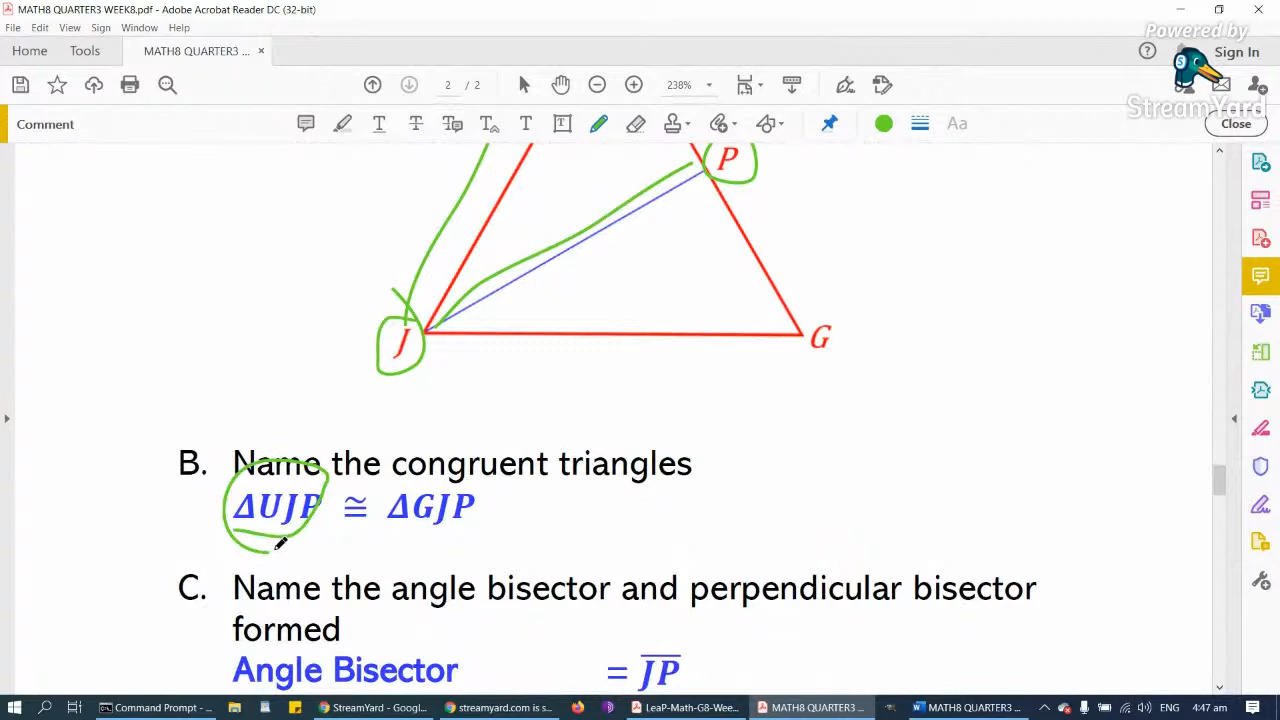 MATH8 QUARTER3 WEEK8.pdf - Adobe Acrobat Reader DC (32-bit)
File Edit View Sign Window Help
Powered by
StreamYard
Home Tools MATH8 QUARTER3 ... × Sign In
2 / 2 238%
Comment Aa Close
P
J
G
B. Name the congruent triangles
ΔUJP ≅ ΔGJP
C. Name the angle bisector and perpendicular bisector
formed
Angle Bisector = J̅P̅
Command Prompt - StreamYard - Googl... streamyard.com is s... LeaP-Math-G8-Wee... MATH8 QUARTER3 ... MATH8 QUARTER3 W... ENG 4:47 am